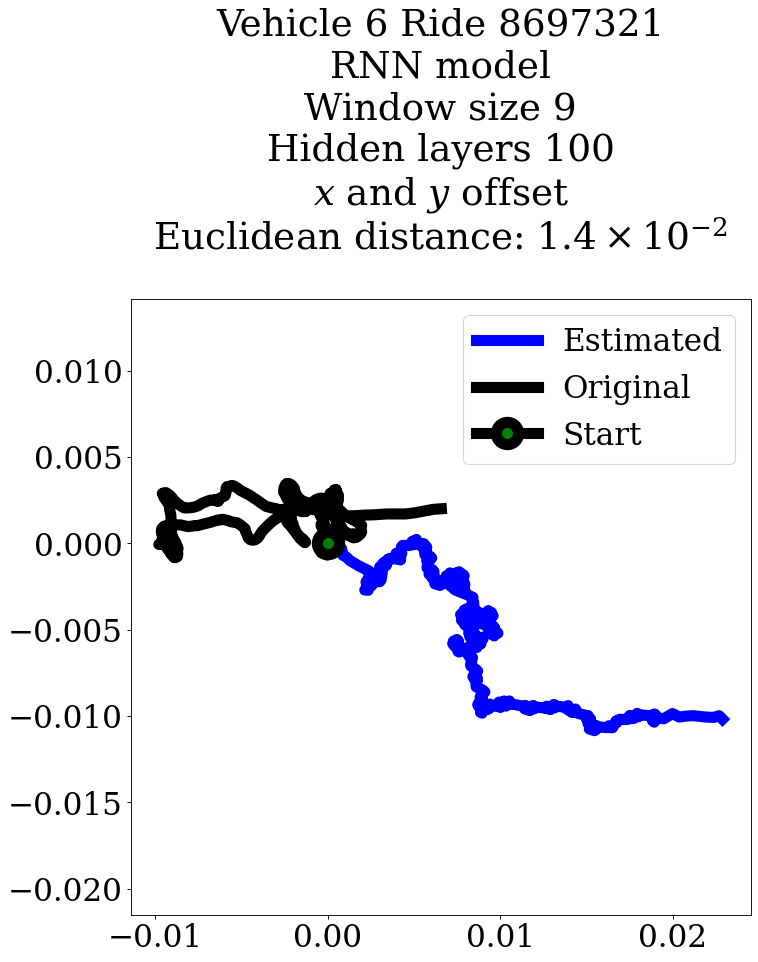 Vehicle 6 Ride 8697321
RNN model
Window size 9
Hidden layers 100
x and y offset
Euclidean distance: 1.4 × 10⁻²
Estimated
Original
Start
0.010
0.005
0.000
−0.005
−0.010
−0.015
−0.020
−0.01 0.00 0.01 0.02